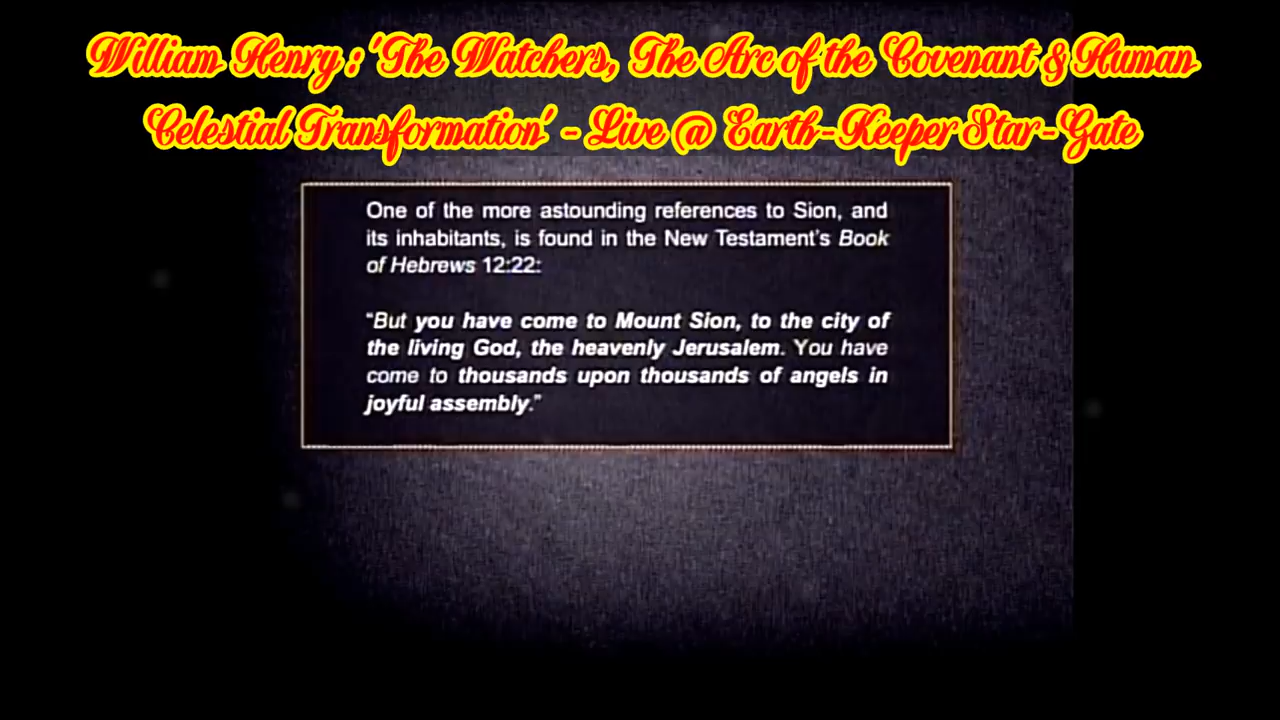 William Henry : 'The Watchers, The Arc of the Covenant & Human
Celestial Transformation' - Live @ Earth-Keeper Star-Gate
One of the more astounding references to Sion, and
its inhabitants, is found in the New Testament's Book
of Hebrews 12:22:
“But you have come to Mount Sion, to the city of
the living God, the heavenly Jerusalem. You have
come to thousands upon thousands of angels in
joyful assembly.”